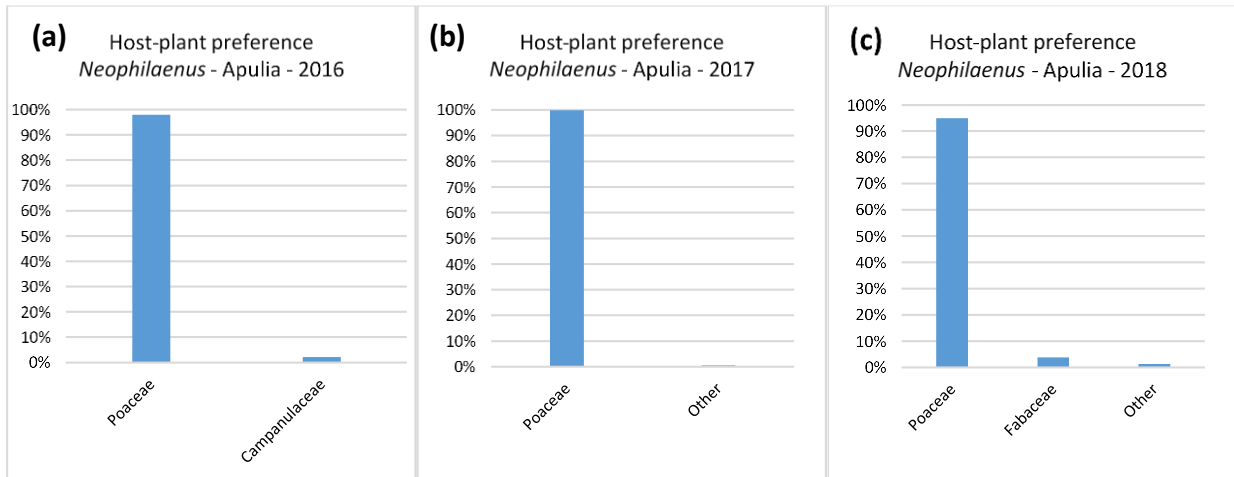 (a)
Host-plant preference
Neophilaenus - Apulia - 2016
100%
90%
80%
70%
60%
50%
40%
30%
20%
10%
0%
Poaceae
Campanulaceae
(b)
Host-plant preference
Neophilaenus - Apulia - 2017
100%
90%
80%
70%
60%
50%
40%
30%
20%
10%
0%
Poaceae
Other
(c)
Host-plant preference
Neophilaenus - Apulia - 2018
100%
90%
80%
70%
60%
50%
40%
30%
20%
10%
0%
Poaceae
Fabaceae
Other